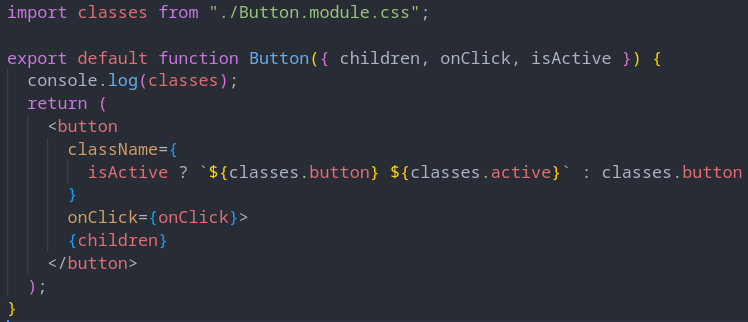 import classes from "./Button.module.css";

export default function Button({ children, onClick, isActive }) {
  console.log(classes);
  return (
    <button
      className={
        isActive ? `${classes.button} ${classes.active}` : classes.button
      }
      onClick={onClick}>
      {children}
    </button>
  );
}